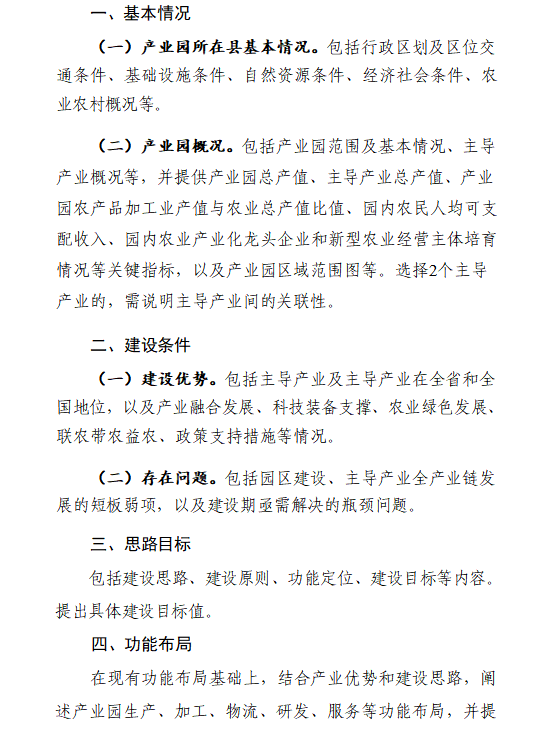 一、基本情况
（一）产业园所在县基本情况。包括行政区划及区位交
通条件、基础设施条件、自然资源条件、经济社会条件、农
业农村概况等。
（二）产业园概况。包括产业园范围及基本情况、主导
产业概况等，并提供产业园总产值、主导产业总产值、产业
园农产品加工业产值与农业总产值比值、园内农民人均可支
配收入、园内农业产业化龙头企业和新型农业经营主体培育
情况等关键指标，以及产业园区域范围图等。选择2个主导
产业的，需说明主导产业间的关联性。
二、建设条件
（一）建设优势。包括主导产业及主导产业在全省和全
国地位，以及产业融合发展、科技装备支撑、农业绿色发展、
联农带农益农、政策支持措施等情况。
（二）存在问题。包括园区建设、主导产业全产业链发
展的短板弱项，以及建设期亟需解决的瓶颈问题。
三、思路目标
包括建设思路、建设原则、功能定位、建设目标等内容。
提出具体建设目标值。
四、功能布局
在现有功能布局基础上，结合产业优势和建设思路，阐
述产业园生产、加工、物流、研发、服务等功能布局，并提